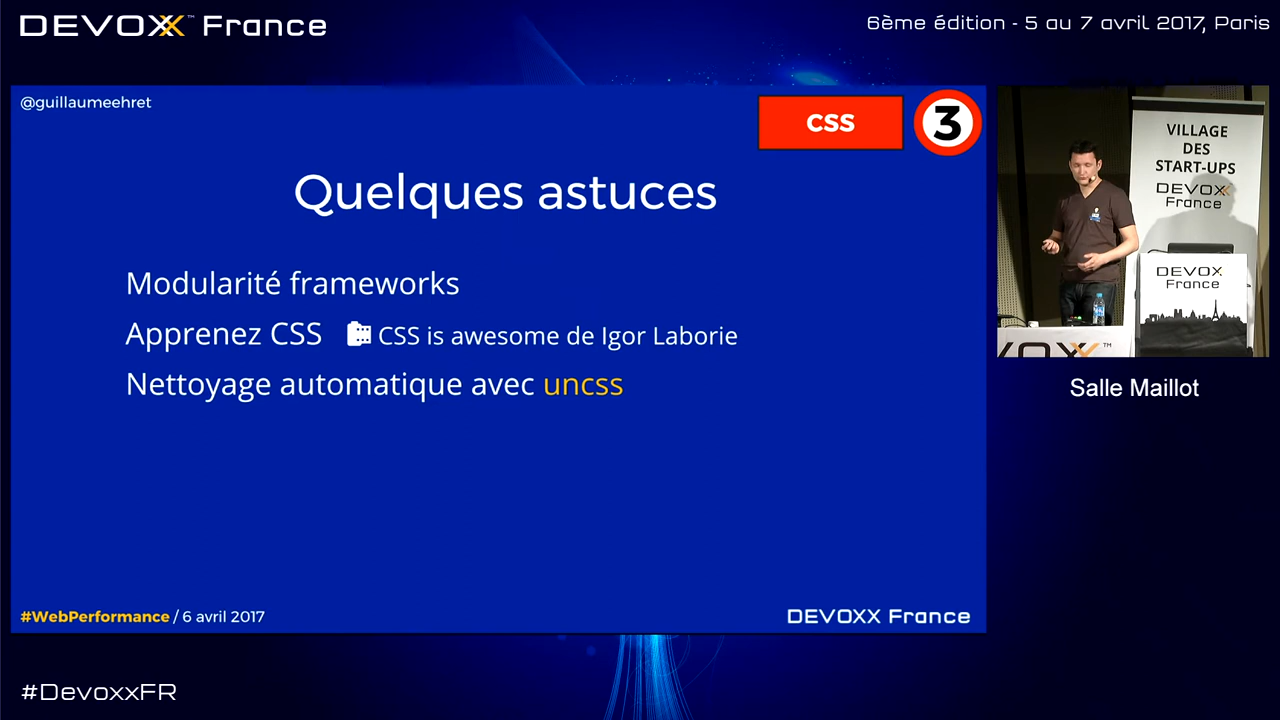 DEVOXX™ France
6ème édition - 5 au 7 avril 2017, Paris
@guillaumeehret
CSS
3
Quelques astuces
Modularité frameworks
Apprenez CSS CSS is awesome de Igor Laborie
Nettoyage automatique avec uncss
#WebPerformance / 6 avril 2017
DEVOXX France
VILLAGE
DES
START-UPS
DEVOXX
France
DEVOXX
France
Salle Maillot
#DevoxxFR